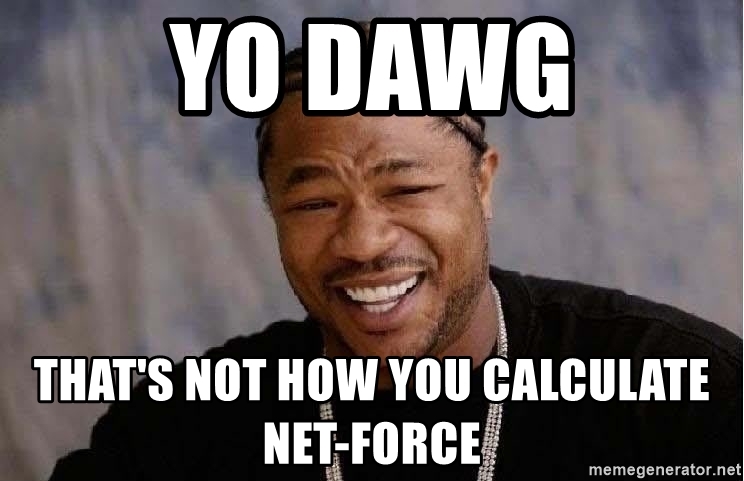 YO DAWG
THAT'S NOT HOW YOU CALCULATE
NET-FORCE
memegenerator.net